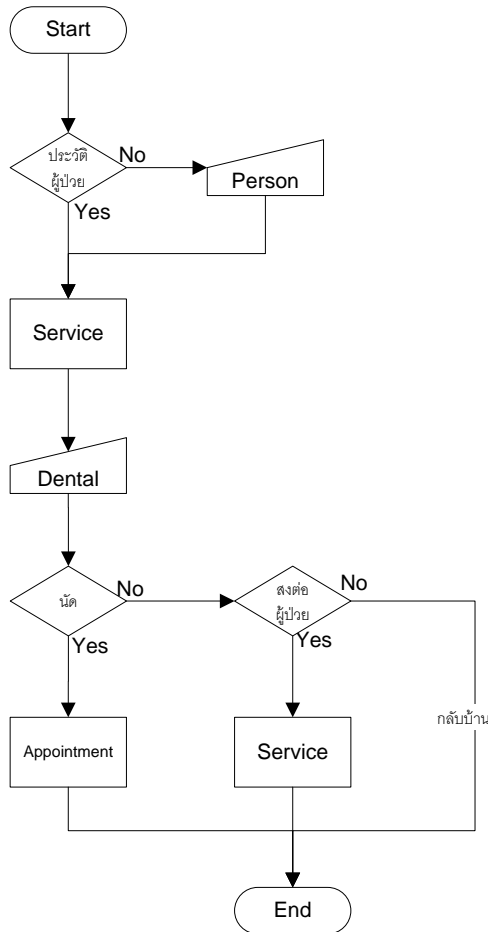 Start
ประวัติ
ผู้ป่วย
No
Person
Yes
Service
Dental
นัด
No
สงต่อ
ผู้ป่วย
No
Yes
Yes
กลับบ้าน
Appointment
Service
End